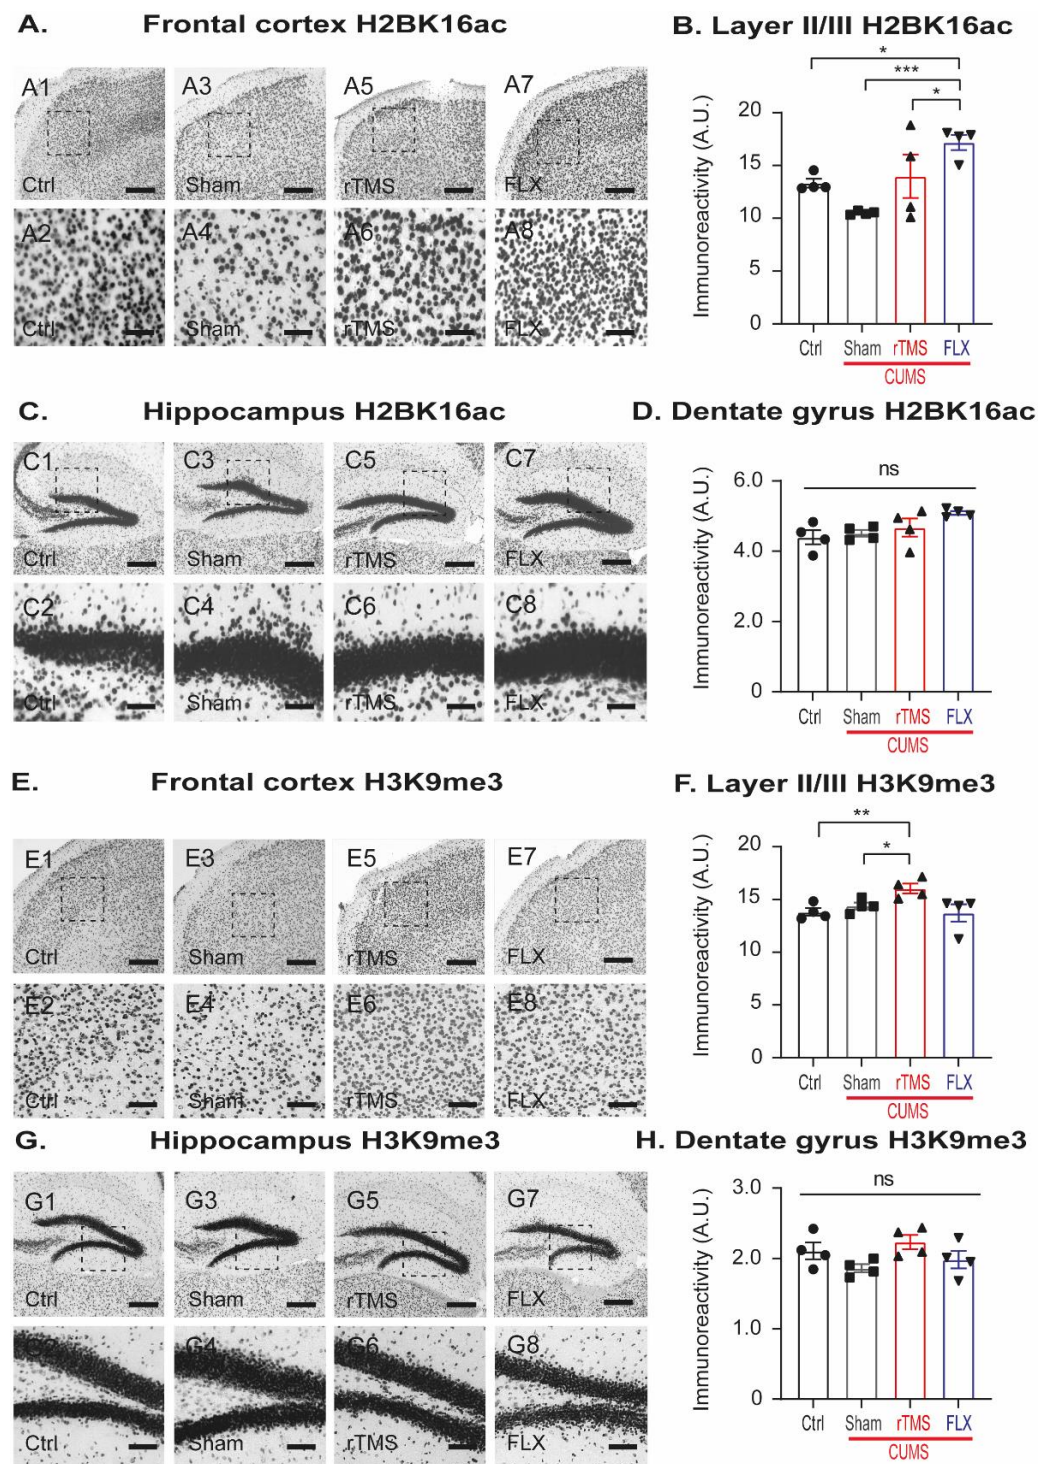 A. Frontal cortex H2BK16ac
A1 A3 A5 A7
Ctrl Sham rTMS FLX
A2 A4 A6 A8
Ctrl Sham rTMS FLX
B. Layer II/III H2BK16ac
*
***
*
Immunoreactivity (A.U.)
20
15
10
5
0
Ctrl Sham rTMS FLX
CUMS
C. Hippocampus H2BK16ac
C1 C3 C5 C7
Ctrl Sham rTMS FLX
C2 C4 C6 C8
Ctrl Sham rTMS FLX
D. Dentate gyrus H2BK16ac
ns
Immunoreactivity (A.U.)
6.0
4.0
2.0
0
Ctrl Sham rTMS FLX
CUMS
E. Frontal cortex H3K9me3
E1 E3 E5 E7
Ctrl Sham rTMS FLX
E2 E4 E6 E8
Ctrl Sham rTMS FLX
F. Layer II/III H3K9me3
**
*
Immunoreactivity (A.U.)
20
15
10
5
0
Ctrl Sham rTMS FLX
CUMS
G. Hippocampus H3K9me3
G1 G3 G5 G7
Ctrl Sham rTMS FLX
G2 G4 G6 G8
Ctrl Sham rTMS FLX
H. Dentate gyrus H3K9me3
ns
Immunoreactivity (A.U.)
3.0
2.0
1.0
0
Ctrl Sham rTMS FLX
CUMS